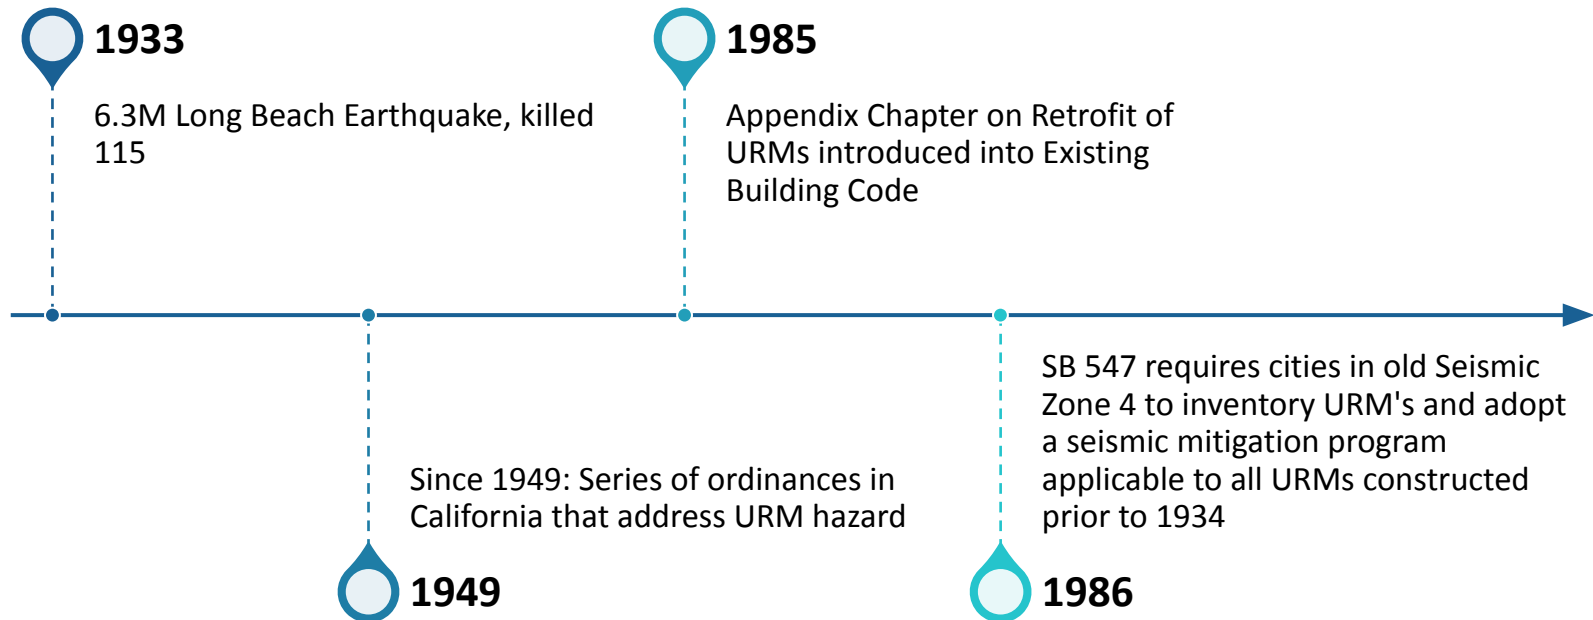 1933
6.3M Long Beach Earthquake, killed
115
1985
Appendix Chapter on Retrofit of
URMs introduced into Existing
Building Code
Since 1949: Series of ordinances in
California that address URM hazard
1949
SB 547 requires cities in old Seismic
Zone 4 to inventory URM's and adopt
a seismic mitigation program
applicable to all URMs constructed
prior to 1934
1986